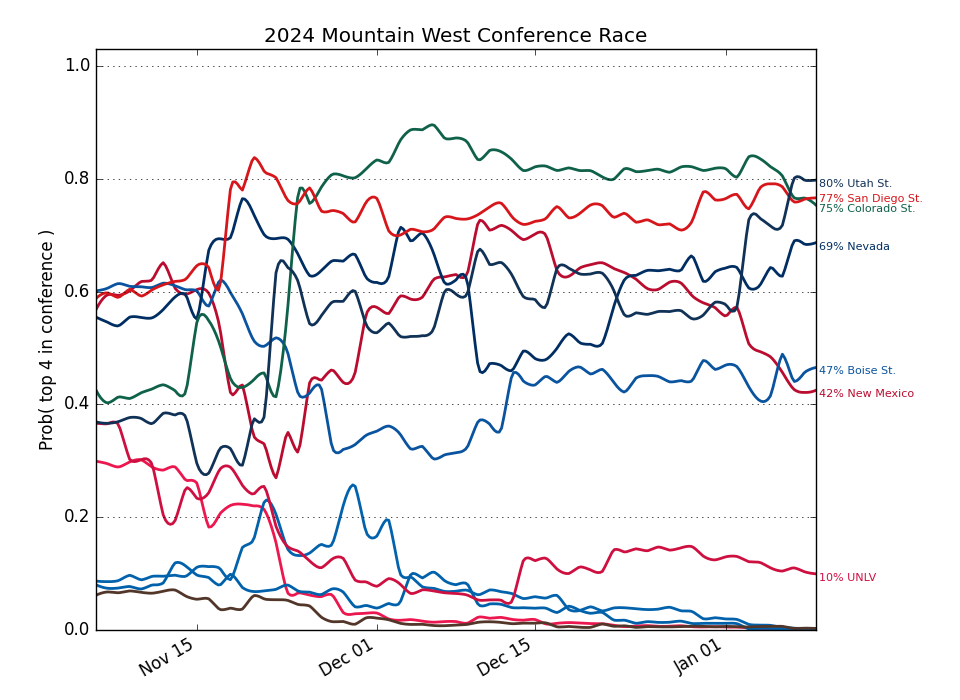 2024 Mountain West Conference Race
Prob( top 4 in conference )
1.0
0.8
0.6
0.4
0.2
0.0
Nov 15
Dec 01
Dec 15
Jan 01
80% Utah St.
77% San Diego St.
75% Colorado St.
69% Nevada
47% Boise St.
42% New Mexico
10% UNLV